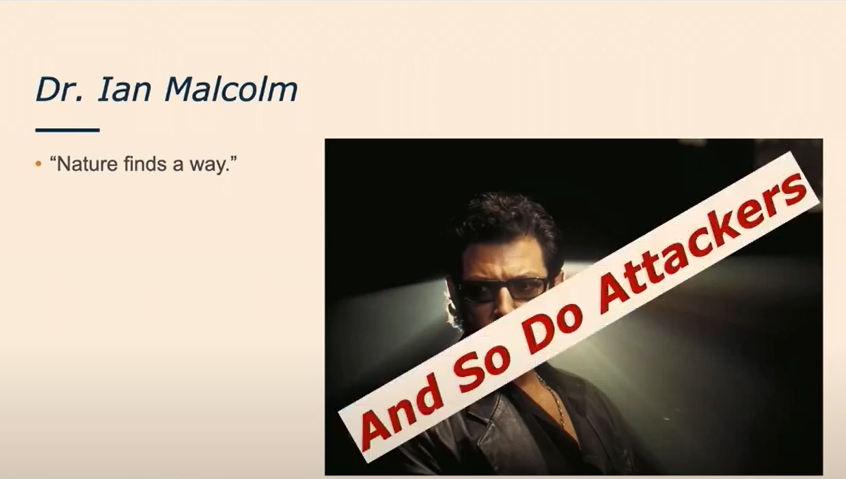 Dr. Ian Malcolm
• “Nature finds a way.”
And So Do Attackers